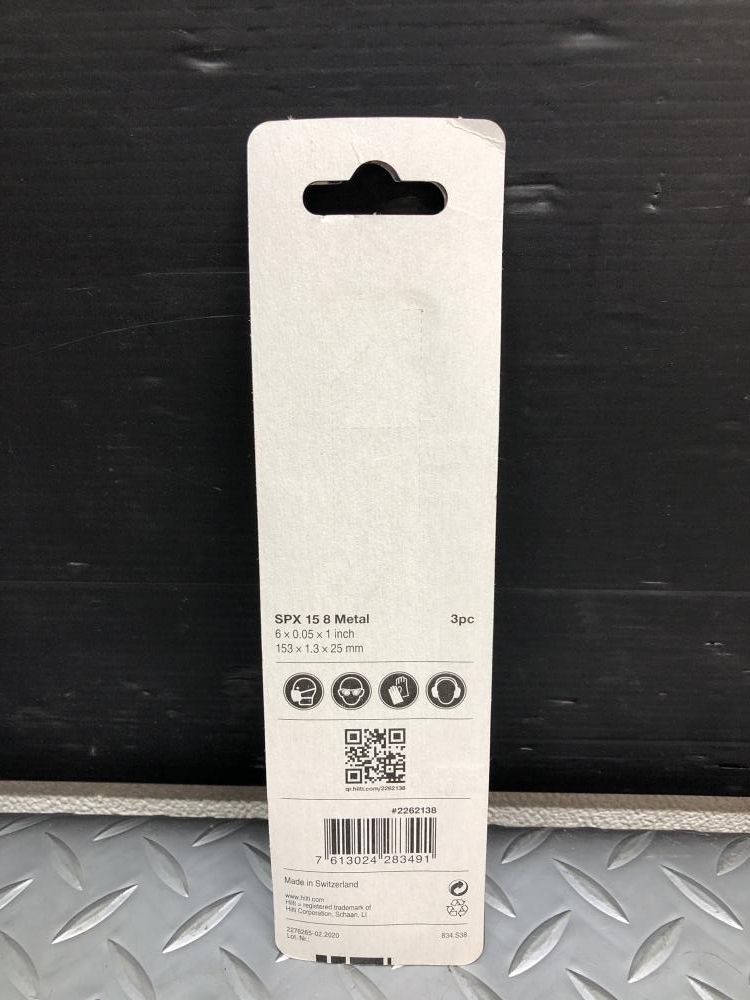 SPX 15 8 Metal 3pc
6 × 0.05 × 1 inch
153 × 1.3 × 25 mm
qr.hilti.com/2262138
#2262138
7 613024 283491
Made in Switzerland
www.hilti.com
Hilti = registered trademark of
Hilti Corporation, Schaan, LI
2276265-02.2020 834 S38
Lot. Nr.